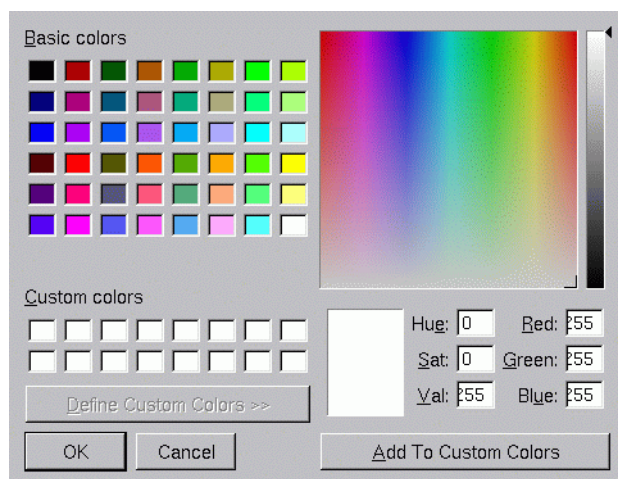 Basic colors
Custom colors
Define Custom Colors >>
OK
Cancel
Hue: 0
Red: 255
Sat: 0
Green: 255
Val: 255
Blue: 255
Add To Custom Colors